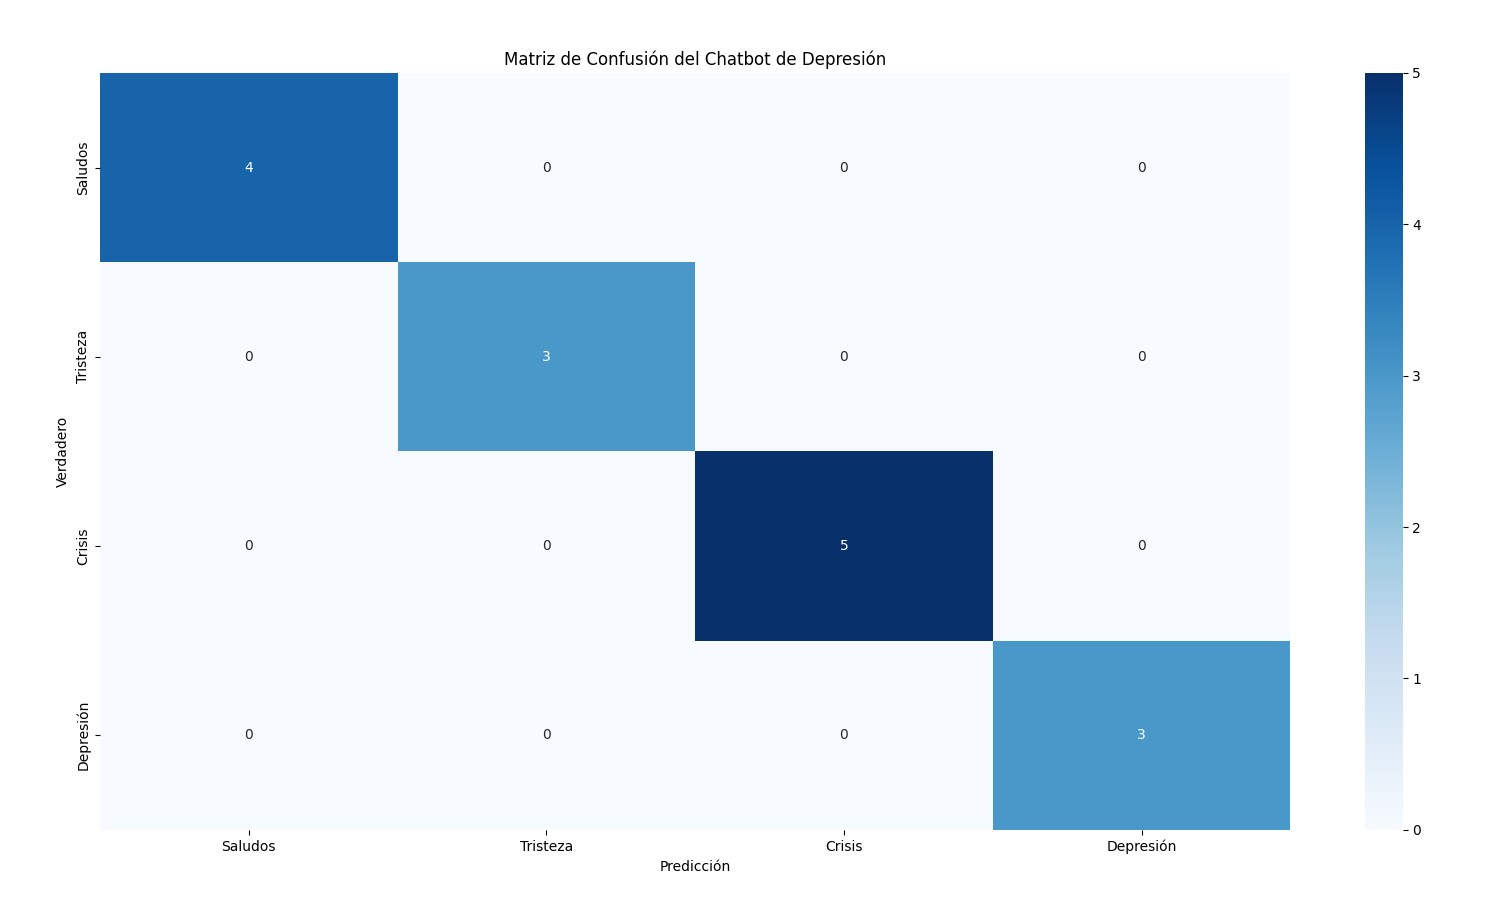 Matriz de Confusión del Chatbot de Depresión
5
Saludos
4
0
0
0
4
Tristeza
0
3
0
0
3
Verdadero
2
Crisis
0
0
5
0
1
Depresión
0
0
0
3
0
Saludos
Tristeza
Crisis
Depresión
Predicción